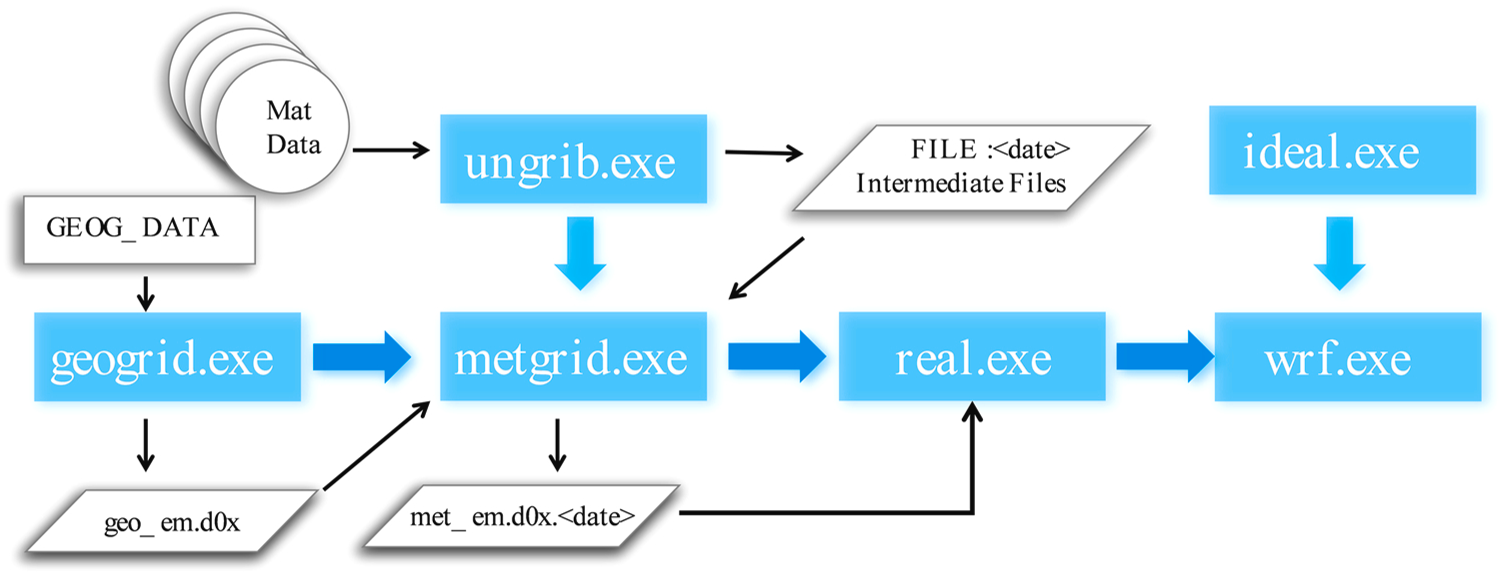 Mat
Data
ungrib.exe
FILE :<date>
Intermediate Files
ideal.exe
GEOG_ DATA
geogrid.exe
metgrid.exe
real.exe
wrf.exe
geo_ em.d0x
met_ em.d0x.<date>